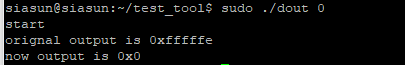 siasun@siasun:~/test_tool$ sudo ./dout 0
start
orignal output is 0xfffffe
now output is 0x0